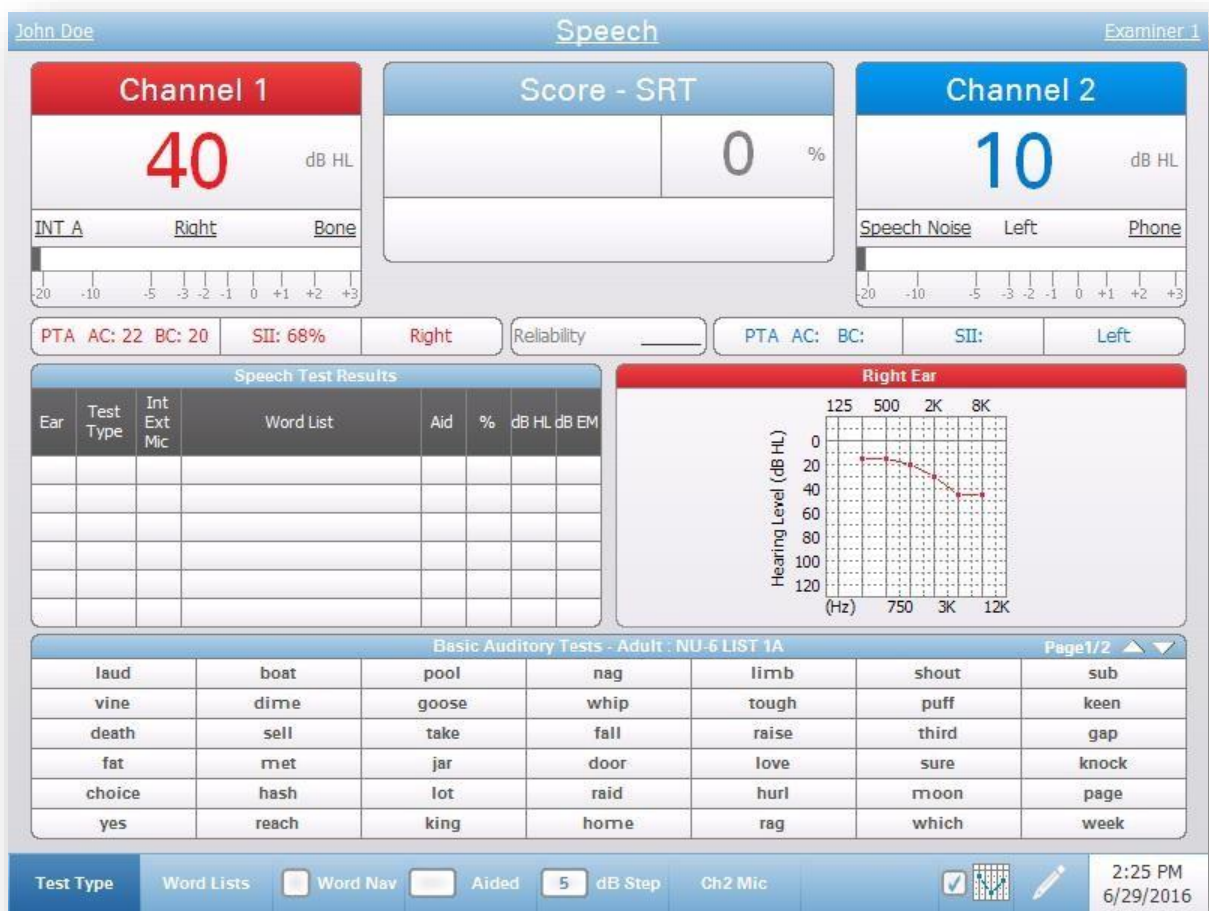 John Doe Speech Examiner 1
Channel 1 Score - SRT Channel 2
40 dB HL 0 % 10 dB HL
INT A Right Bone Speech Noise Left Phone
-20 -10 -5 -3 -2 -1 0 +1 +2 +3 -20 -10 -5 -3 -2 -1 0 +1 +2 +3
PTA AC: 22 BC: 20 SII: 68% Right Reliability PTA AC: BC: SII: Left
Speech Test Results
Ear Test Type Int Ext Mic Word List Aid % dB HL dB EM
Right Ear
125 500 2K 8K
Hearing Level (dB HL)
0
20
40
60
80
100
120
(Hz) 750 3K 12K
Basic Auditory Tests - Adult : NU-6 LIST 1A Page1/2
laud boat pool nag limb shout sub
vine dime goose whip tough puff keen
death sell take fall raise third gap
fat met jar door love sure knock
choice hash lot raid hurl moon page
yes reach king home rag which week
Test Type Word Lists Word Nav Aided 5 dB Step Ch2 Mic 2:25 PM
6/29/2016